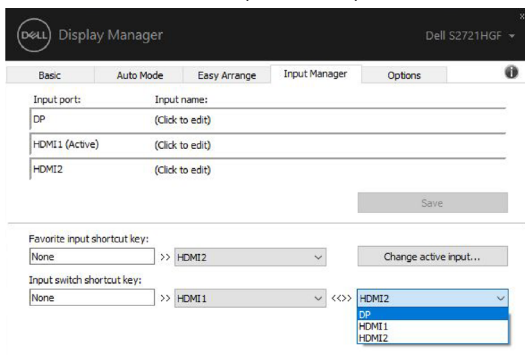 DELL Display Manager Dell S2721HGF
Basic Auto Mode Easy Arrange Input Manager Options
Input port: Input name:
DP (Click to edit)
HDMI1 (Active) (Click to edit)
HDMI2 (Click to edit)
Save
Favorite input shortcut key:
None >> HDMI2 Change active input...
Input switch shortcut key:
None >> HDMI1 <<>> HDMI2
DP
HDMI1
HDMI2